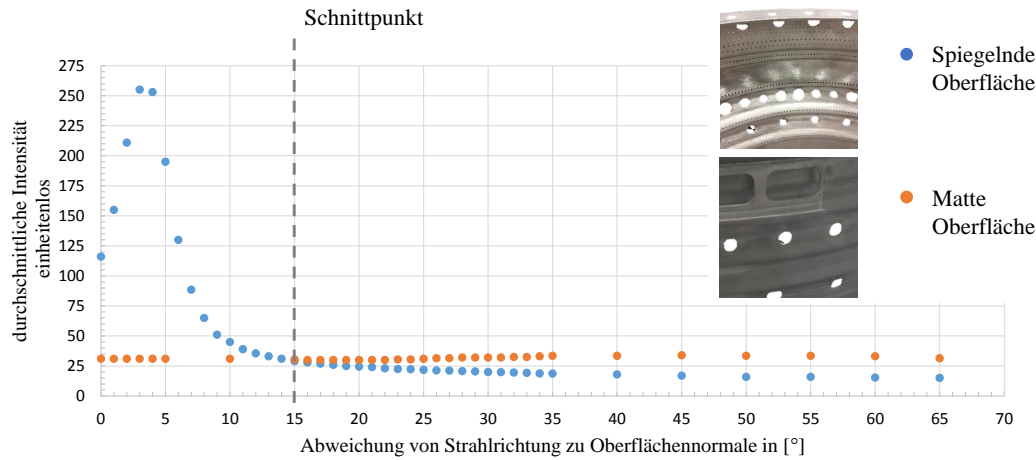 Schnittpunkt
275
250
225
200
175
150
125
100
75
50
25
0
0 5 10 15 20 25 30 35 40 45 50 55 60 65 70
durchschnittliche Intensität
einheitenlos
Abweichung von Strahlrichtung zu Oberflächennormale in [°]
Spiegelnde
Oberfläche
Matte
Oberfläche